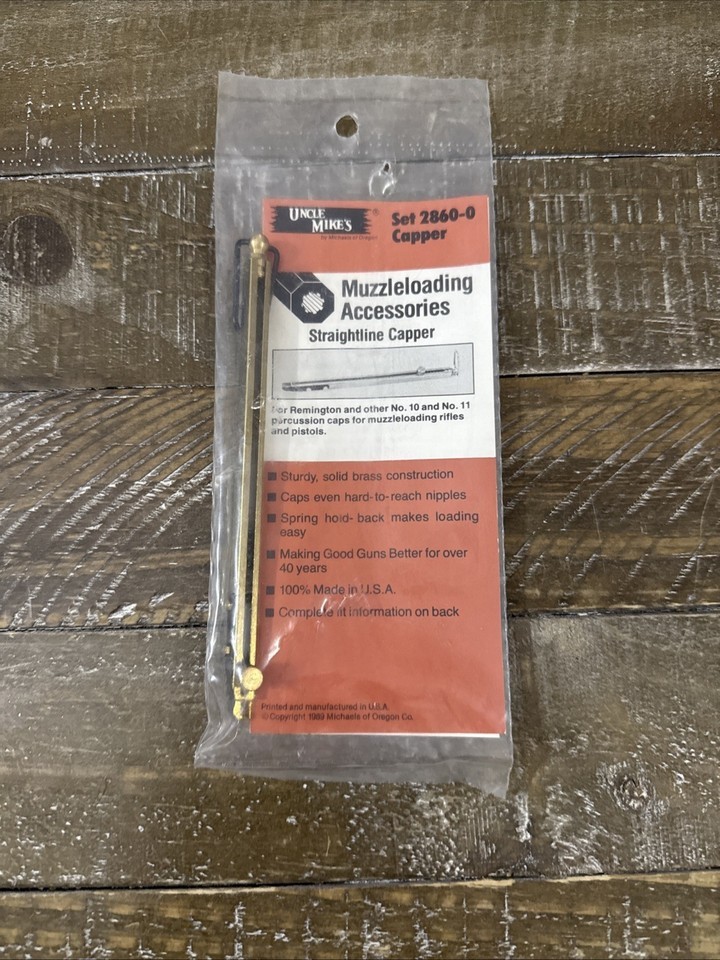 UNCLE
MIKE'S ®
by Michaels of Oregon
Set 2860-0
Capper
Muzzleloading
Accessories
Straightline Capper
For Remington and other No. 10 and No. 11
percussion caps for muzzleloading rifles
and pistols.
■ Sturdy, solid brass construction
■ Caps even hard-to-reach nipples
■ Spring hold-back makes loading
easy
■ Making Good Guns Better for over
40 years
■ 100% Made in U.S.A.
■ Complete fit information on back
Printed and manufactured in U.S.A.
© Copyright 1989 Michaels of Oregon Co.